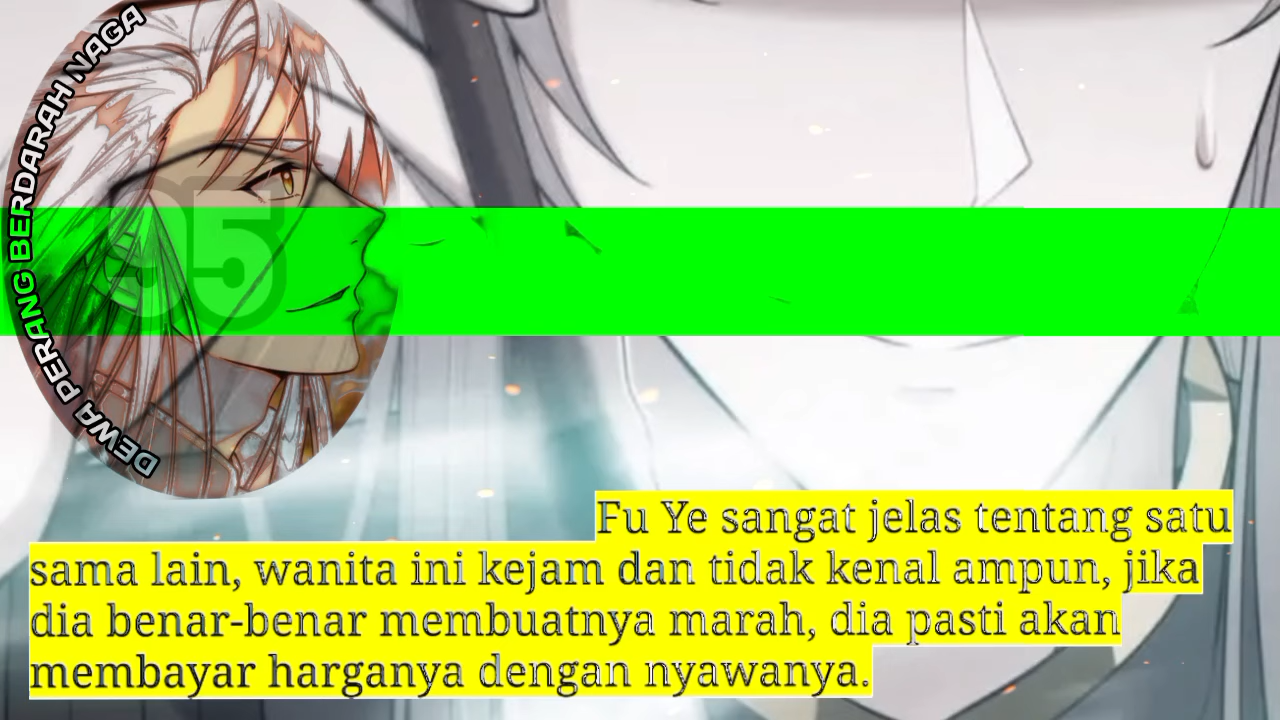 DEWA PERANG BERDARAH NAGA
95
Fu Ye sangat jelas tentang satu
sama lain, wanita ini kejam dan tidak kenal ampun, jika
dia benar-benar membuatnya marah, dia pasti akan
membayar harganya dengan nyawanya.